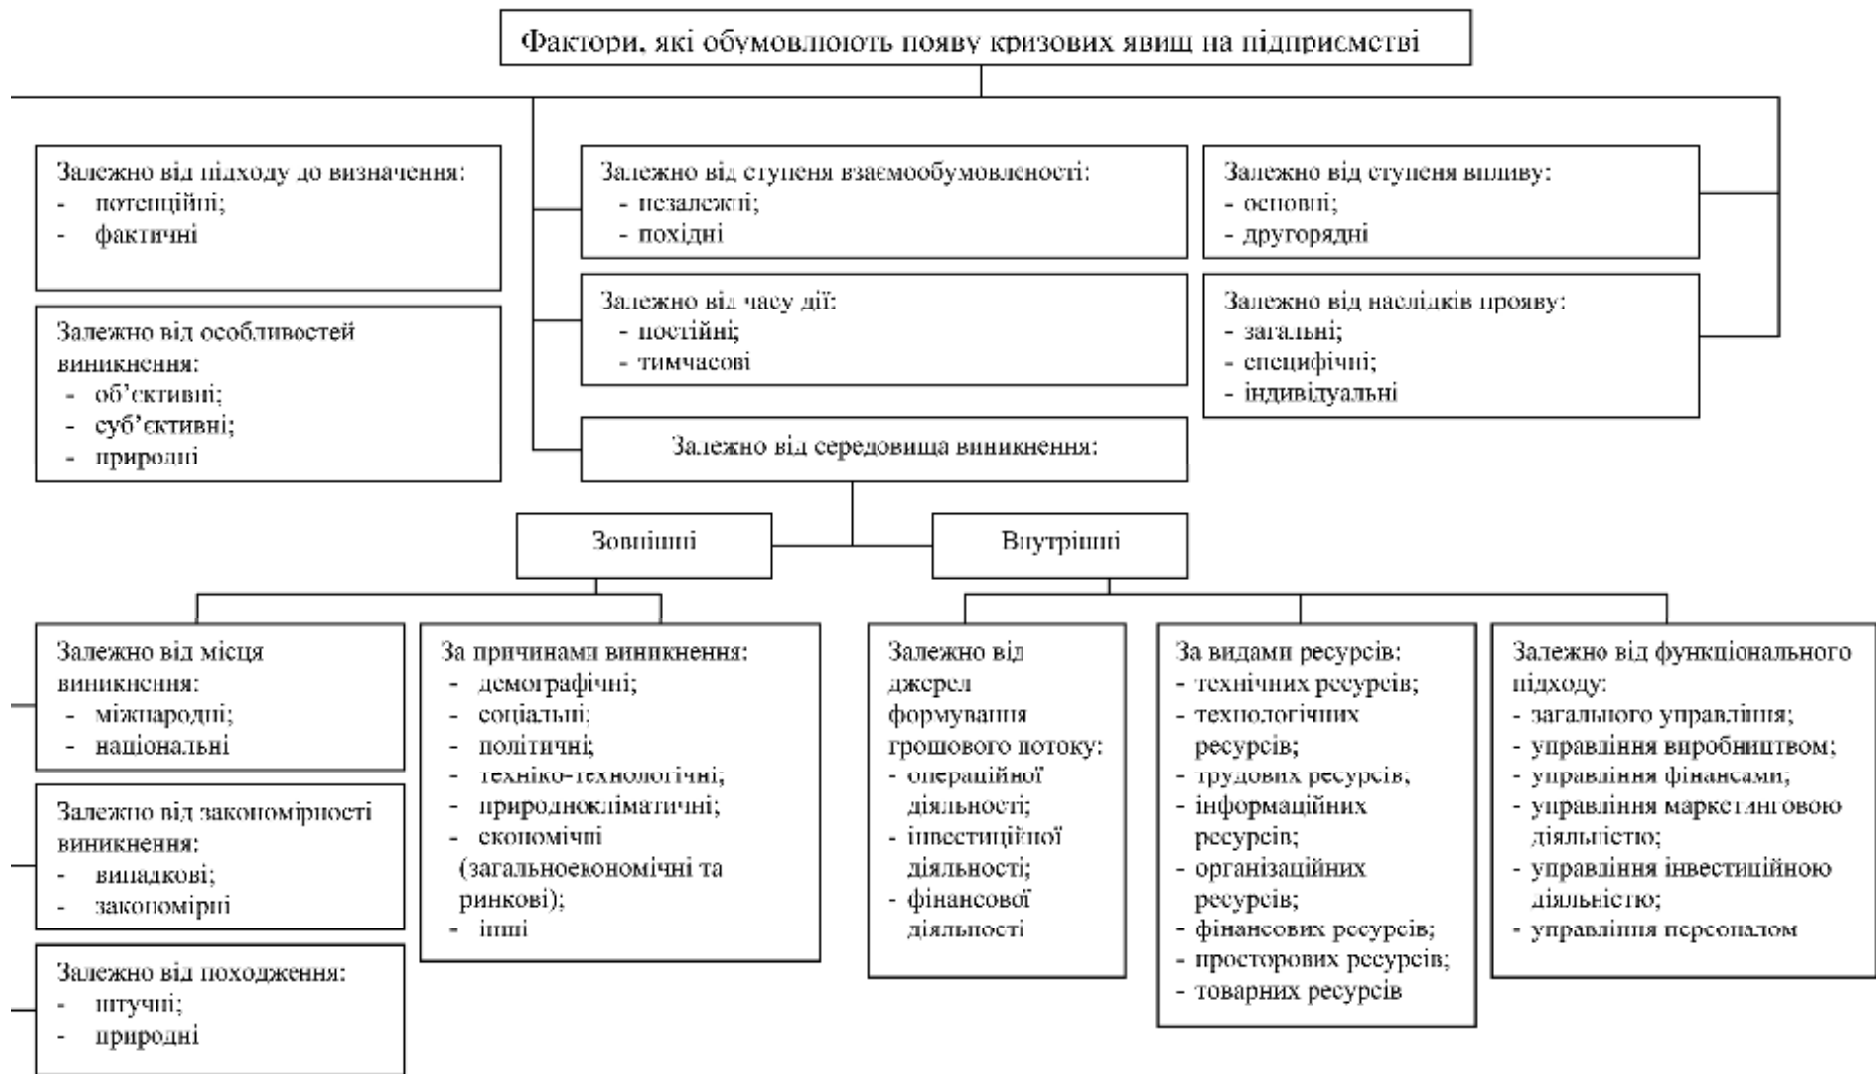 Фактори, які обумовлюють появу кризових явищ на підприємстві
Залежно від підходу до визначення:
- потенційні;
- фактичні
Залежно від особливостей
виникнення:
- об’єктивні;
- суб’єктивні;
- природні
Залежно від ступеня взаємообумовленості:
- незалежні;
- похідні
Залежно від часу дії:
- постійні;
- тимчасові
Залежно від середовища виникнення:
Залежно від ступеня впливу:
- основні;
- другорядні
Залежно від наслідків прояву:
- загальні;
- специфічні;
- індивідуальні
Зовнішні
Внутрішні
Залежно від місця
виникнення:
- міжнародні;
- національні
Залежно від закономірності
виникнення:
- випадкові;
- закономірні
Залежно від походження:
- штучні;
- природні
За причинами виникнення:
- демографічні;
- соціальні;
- політичні;
- техніко-технологічні;
- природнокліматичні;
- економічні
(загальноекономічні та
ринкові);
- інші
Залежно від
джерел
формування
грошового потоку:
- операційної
діяльності;
- інвестиційної
діяльності;
- фінансової
діяльності
За видами ресурсів:
- технічних ресурсів;
- технологічних
ресурсів;
- трудових ресурсів;
- інформаційних
ресурсів;
- організаційних
ресурсів;
- фінансових ресурсів;
- просторових ресурсів;
- товарних ресурсів
Залежно від функціонального
підходу:
- загального управління;
- управління виробництвом;
- управління фінансами;
- управління маркетинговою
діяльністю;
- управління інвестиційною
діяльністю;
- управління персоналом